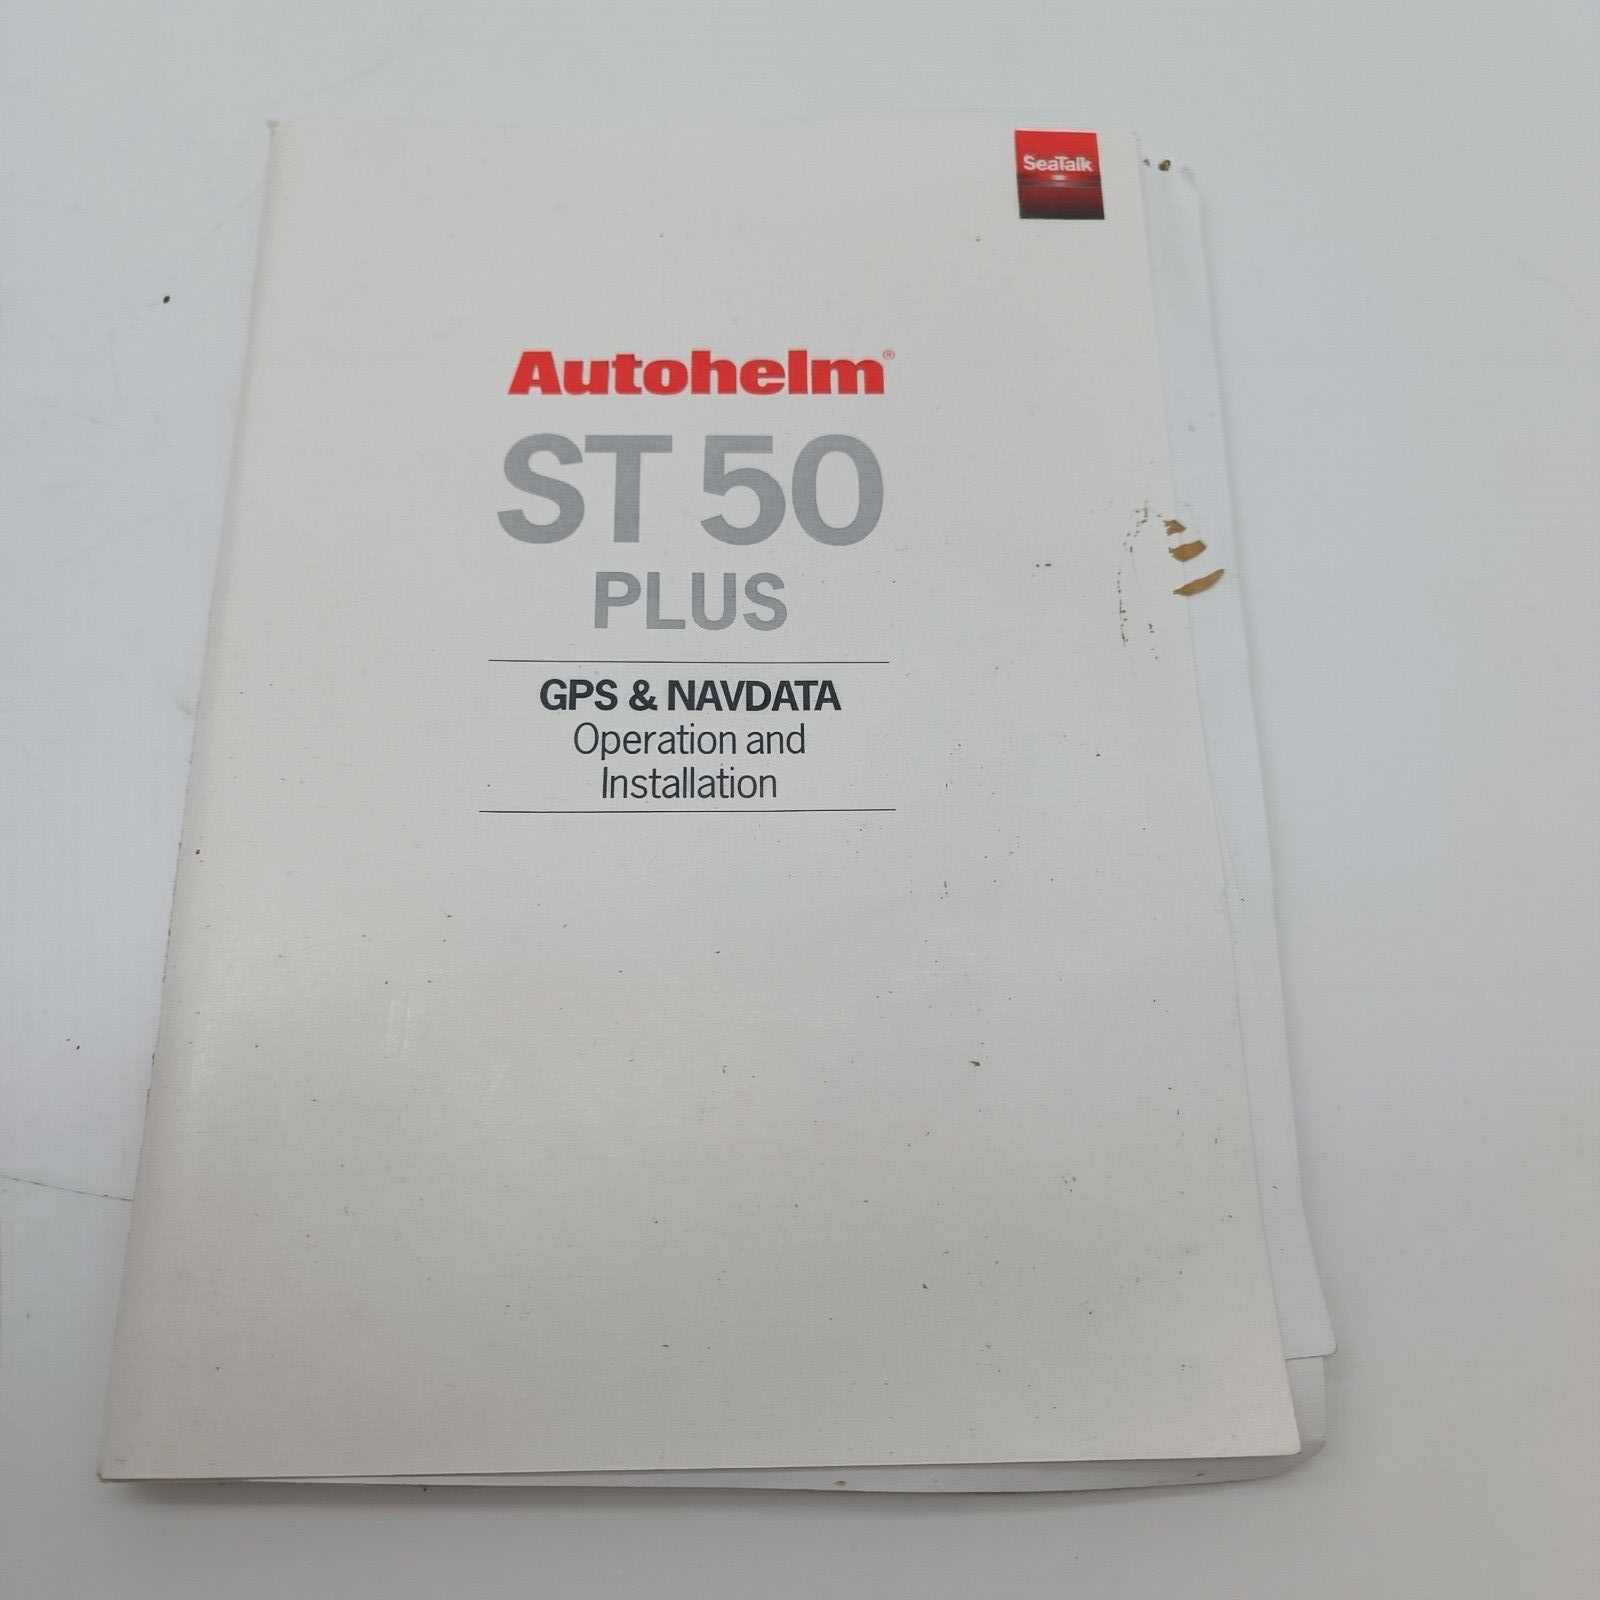 SeaTalk
Autohelm®
ST 50
PLUS
GPS & NAVDATA
Operation and
Installation